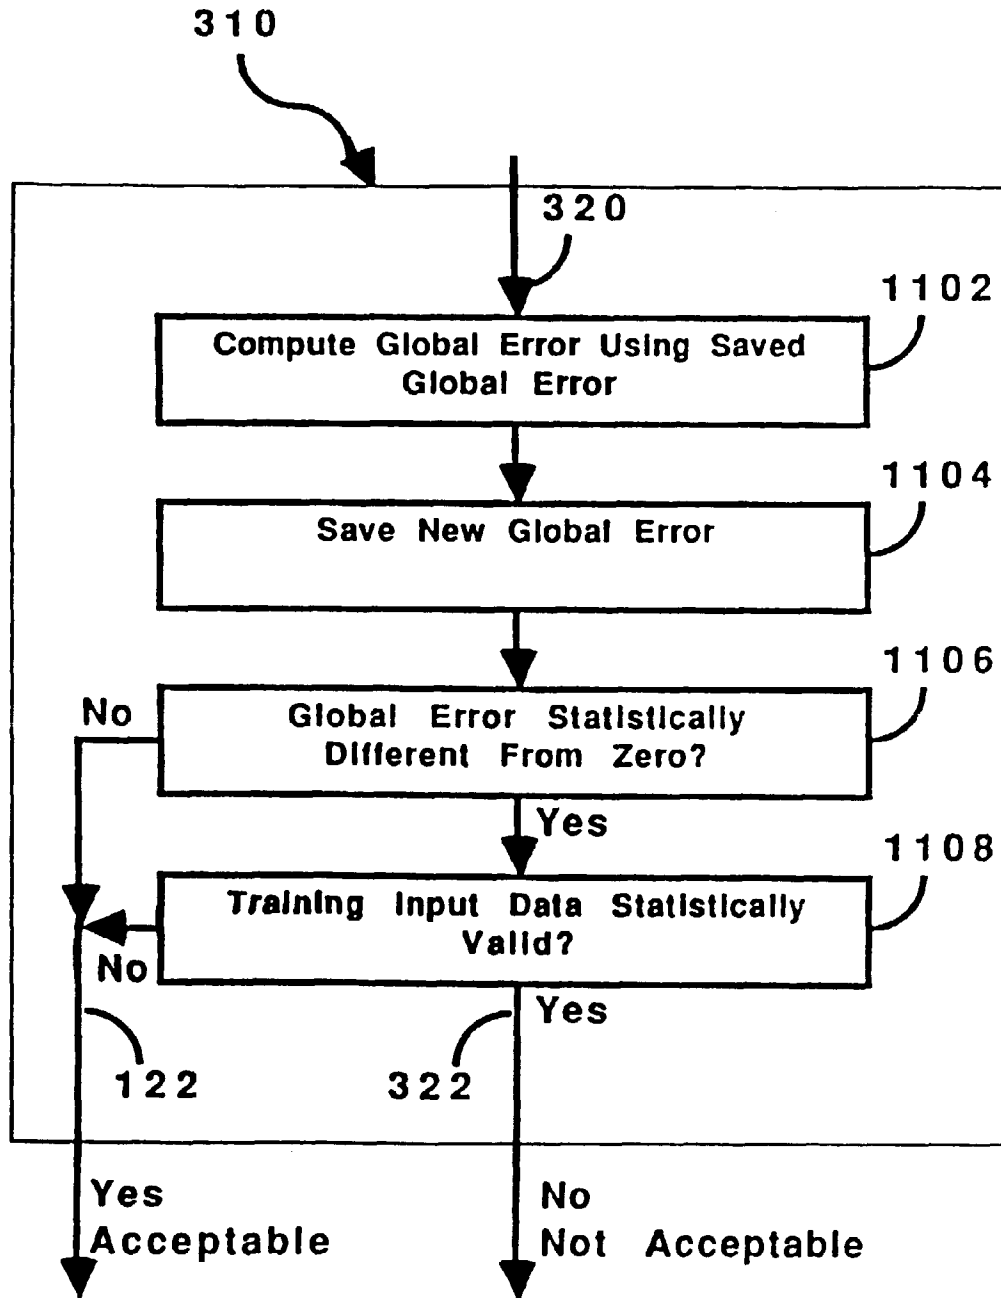 310
320
1102
Compute Global Error Using Saved
Global Error
1104
Save New Global Error
1106
No
Global Error Statistically
Different From Zero?
Yes
1108
Training Input Data Statistically
Valid?
No
Yes
122
322
Yes
Acceptable
No
Not Acceptable